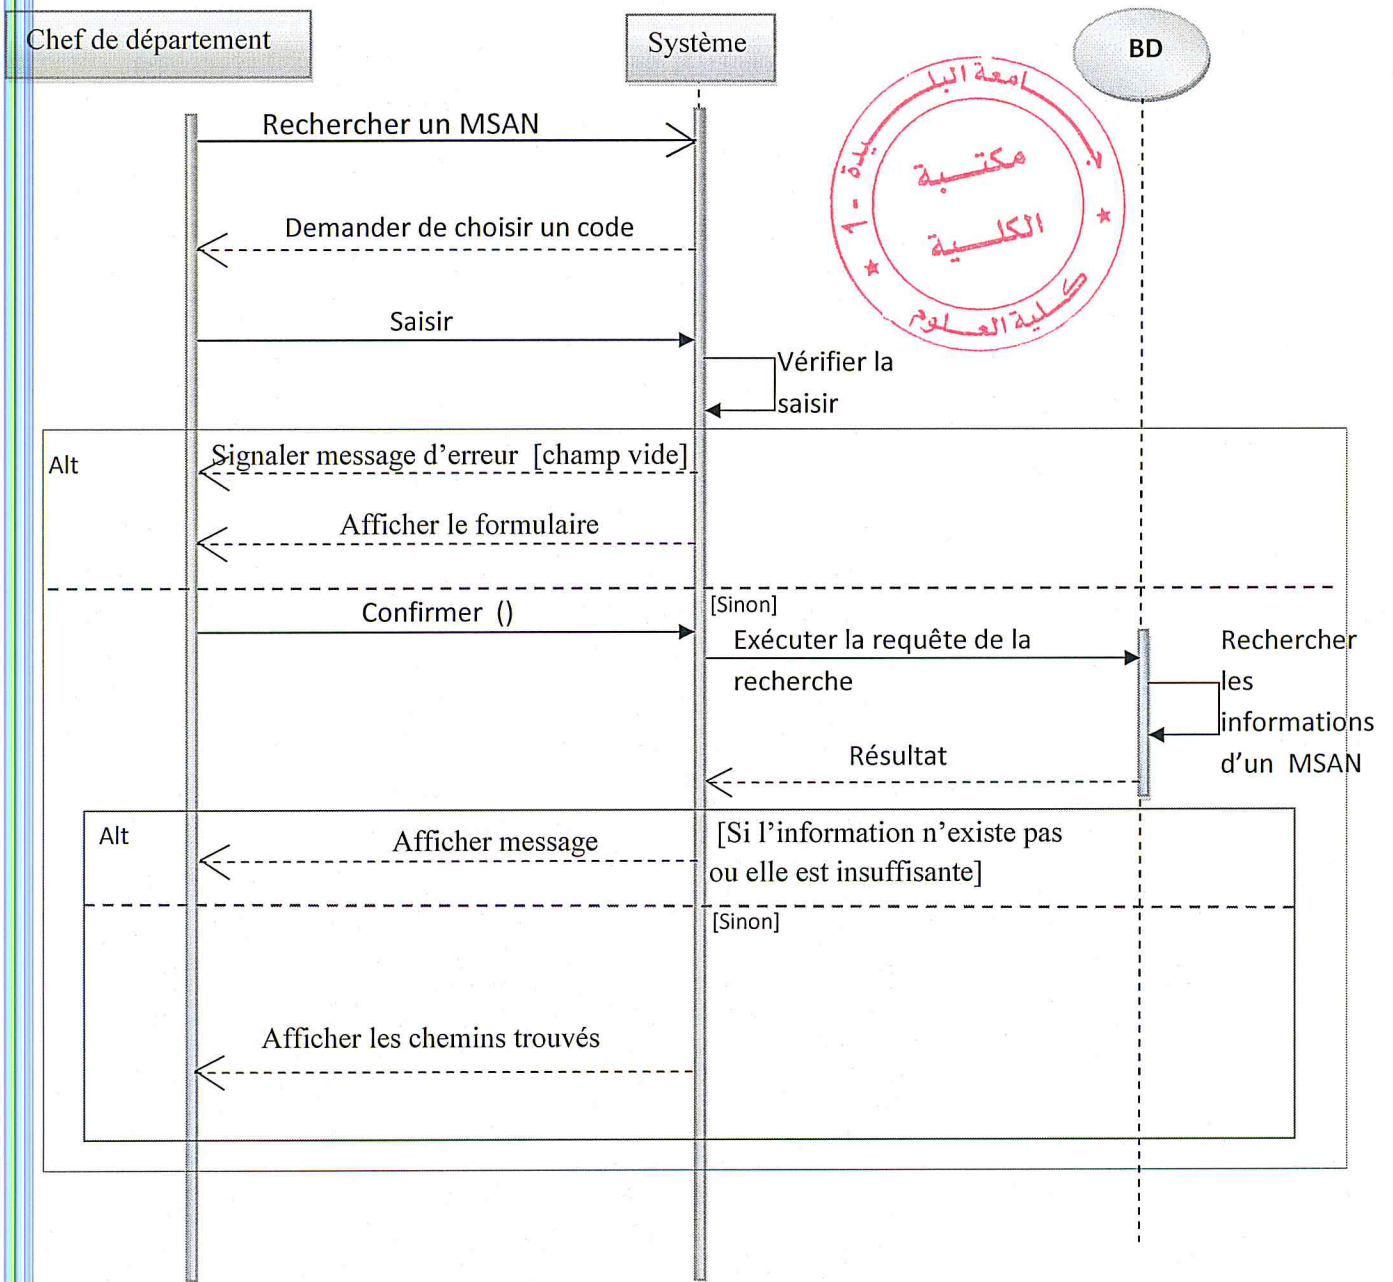 Chef de département
Système
BD
جامعة البليدة -1-
مكتبة
الكلية
كلية العلوم
Rechercher un MSAN
Demander de choisir un code
Saisir
Vérifier la
saisir
Alt
Signaler message d’erreur [champ vide]
Afficher le formulaire
[Sinon]
Confirmer ()
Exécuter la requête de la
recherche
Rechercher
les
informations
d’un MSAN
Résultat
Alt
Afficher message
[Si l’information n’existe pas
ou elle est insuffisante]
[Sinon]
Afficher les chemins trouvés